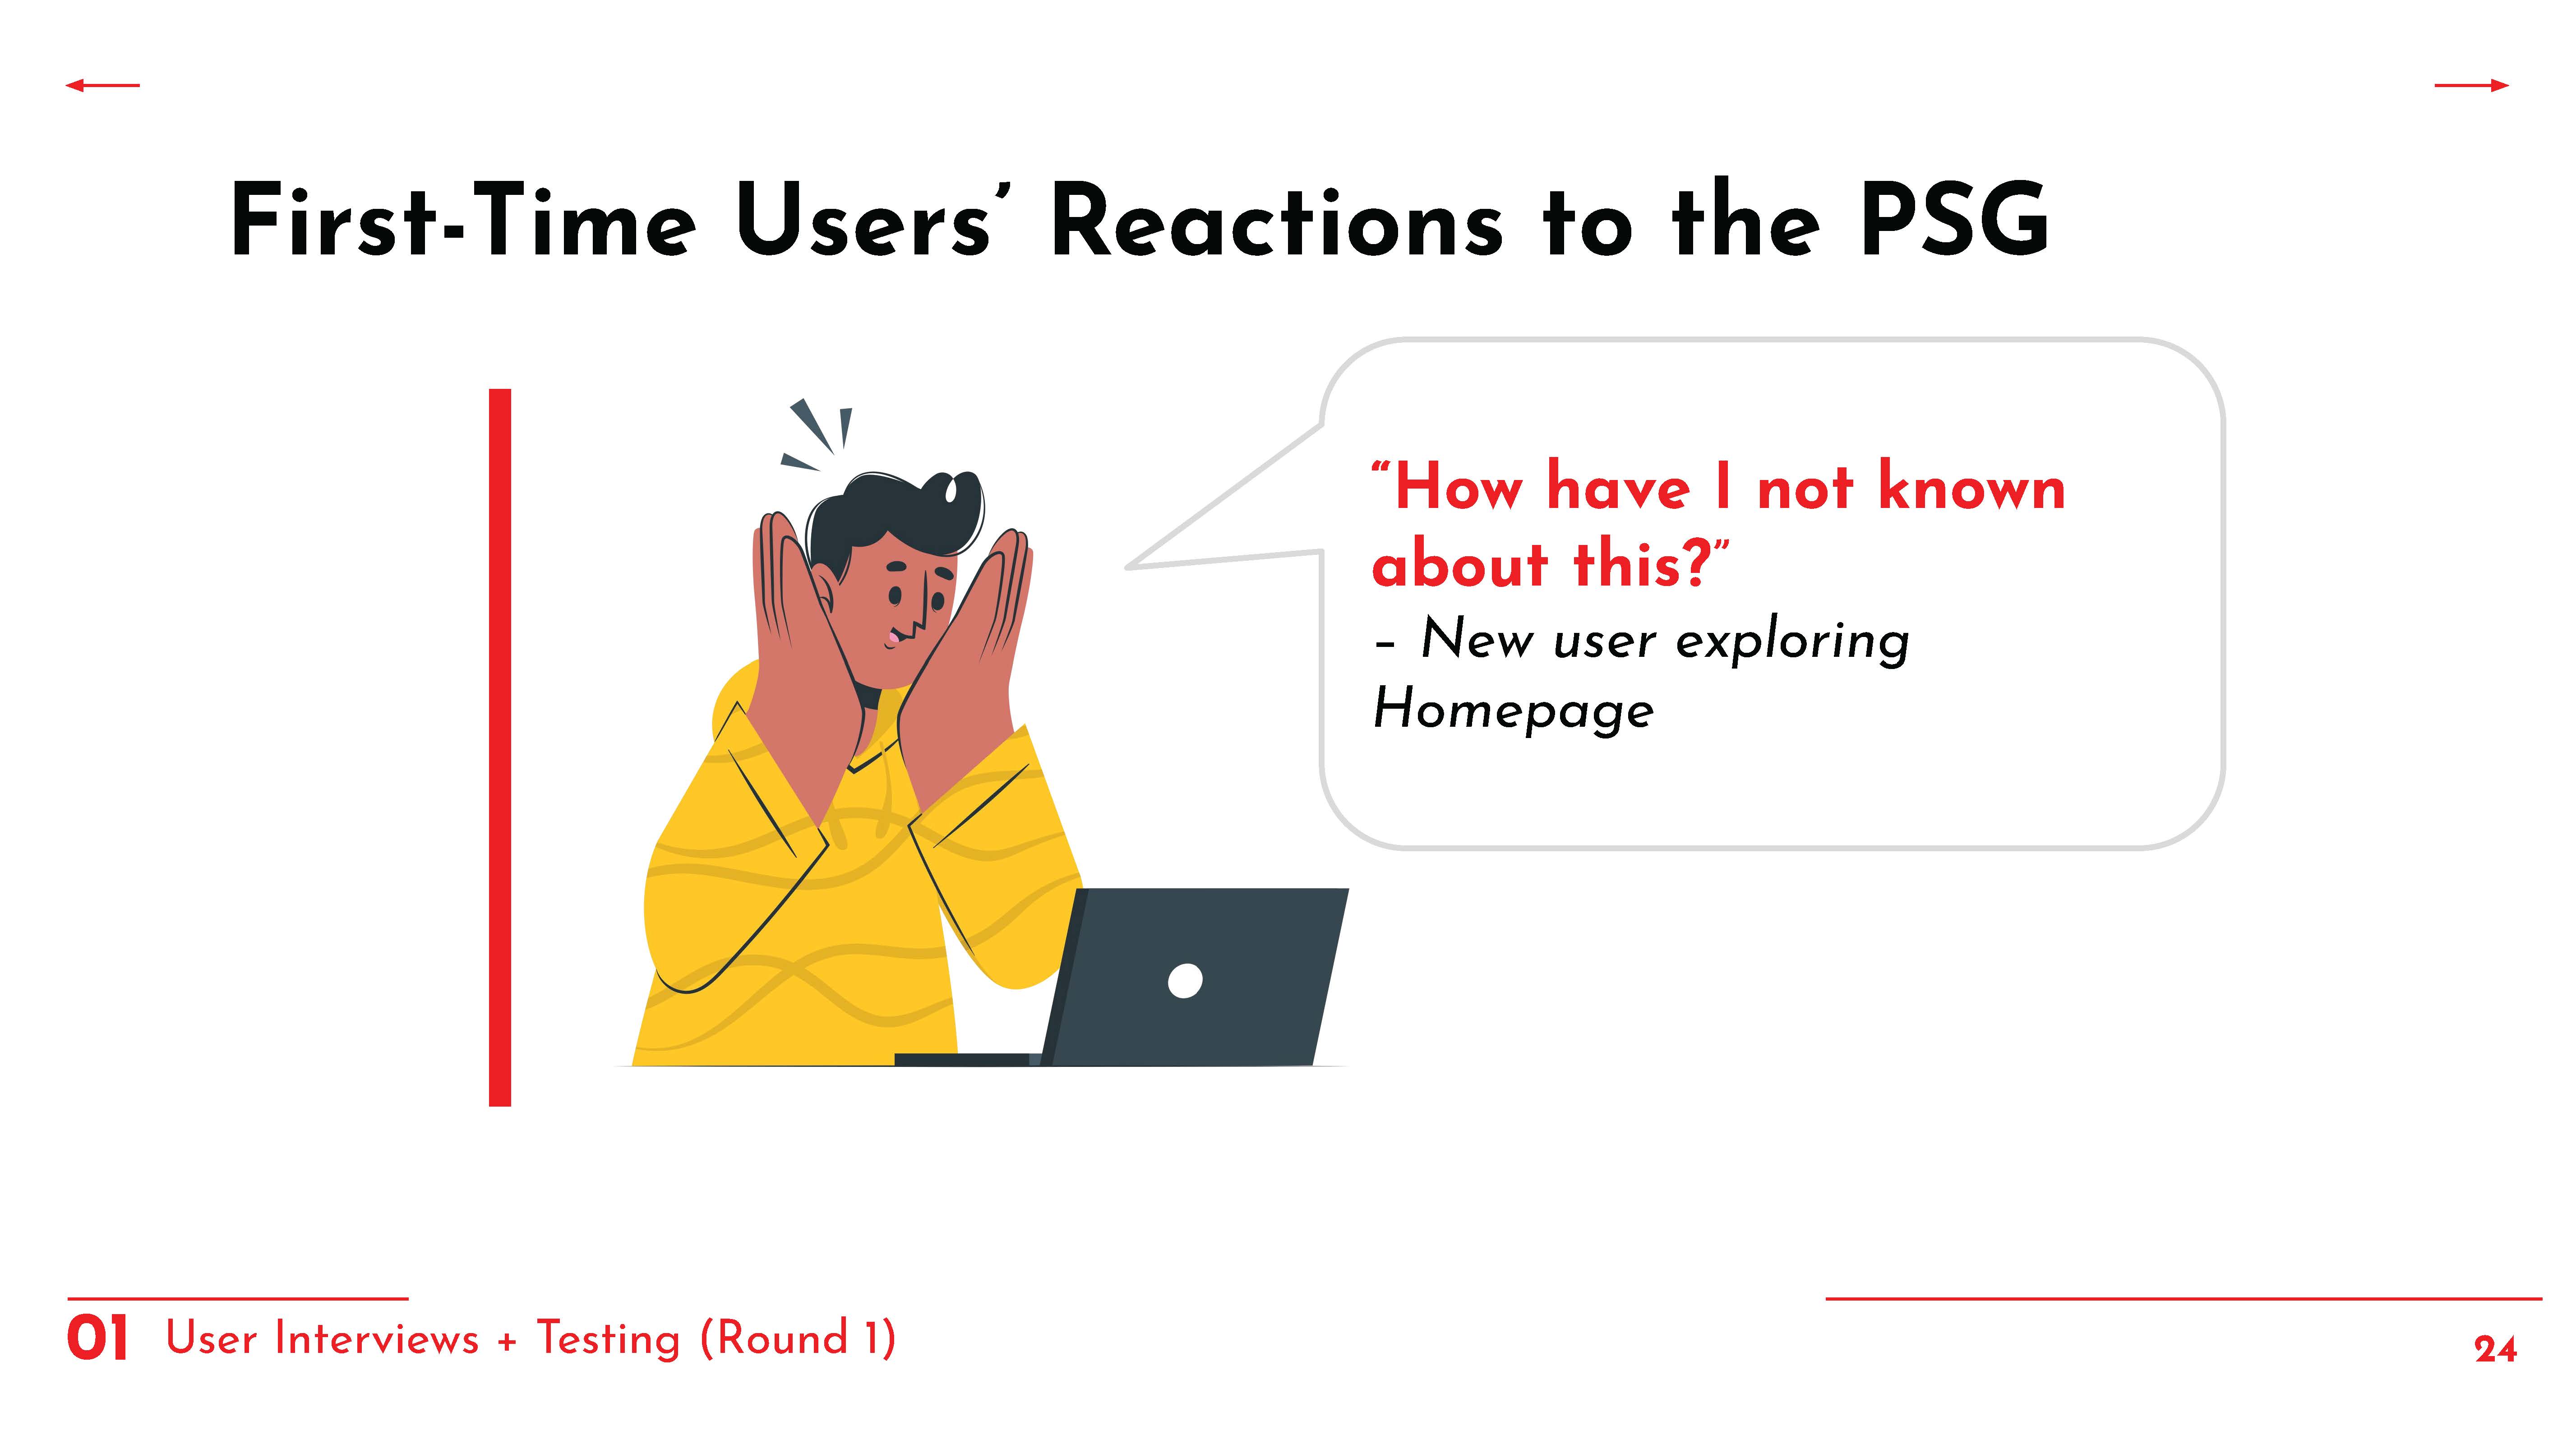 First-Time Users’ Reactions to the PSG
“How have I not known
about this?”
– New user exploring
Homepage
01 User Interviews + Testing (Round 1)
24